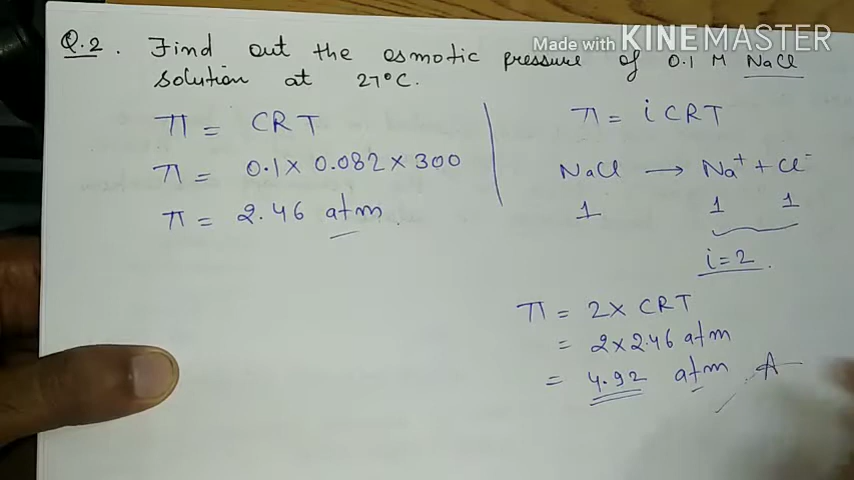 Made with KINEMASTER
Q.2. Find out the osmotic pressure of 0.1 M NaCl
solution at 27°C.
π = CRT
π = 0.1 × 0.082 × 300
π = 2.46 atm.
π = iCRT
NaCl → Na⁺ + Cl⁻
1 1 1
i = 2.
π = 2 × CRT
= 2 × 2.46 atm
= 4.92 atm. A